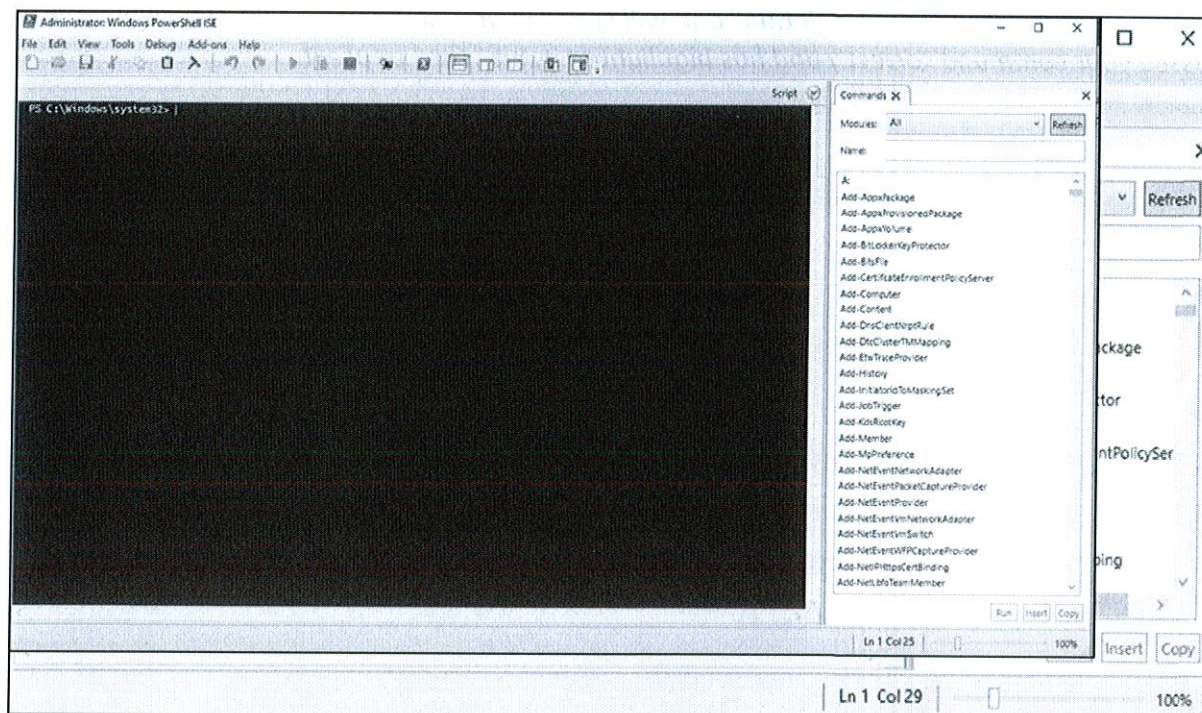 Administrator: Windows PowerShell ISE
File Edit View Tools Debug Add-ons Help
Script
PS C:\Windows\system32>
Commands
Modules: All
Refresh
Name:
A:
Add-AppxPackage
Add-AppxProvisionedPackage
Add-AppxVolume
Add-BitLockerKeyProtector
Add-BitsFile
Add-CertificateEnrollmentPolicyServer
Add-Computer
Add-Content
Add-DnsClientNrptRule
Add-DtcClusterTMMapping
Add-EtwTraceProvider
Add-History
Add-InitiatorIdToMaskingSet
Add-JobTrigger
Add-KdsRootKey
Add-Member
Add-MpPreference
Add-NetEventNetworkAdapter
Add-NetEventPacketCaptureProvider
Add-NetEventProvider
Add-NetEventVmNetworkAdapter
Add-NetEventVmSwitch
Add-NetEventWFPCaptureProvider
Add-NetIPHttpsCertBinding
Add-NetLbfoTeamMember
Run Insert Copy
Ln 1 Col 25
100%
Refresh
ackage
ctor
ntPolicySer
ping
Insert Copy
Ln 1 Col 29
100%